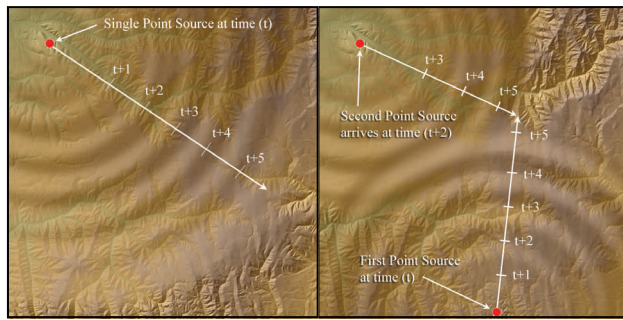 Single Point Source at time (t)
t+1
t+2
t+3
t+4
t+5
t+3
t+4
t+5
Second Point Source
arrives at time (t+2)
t+5
t+4
t+3
t+2
First Point Source
at time (t)
t+1